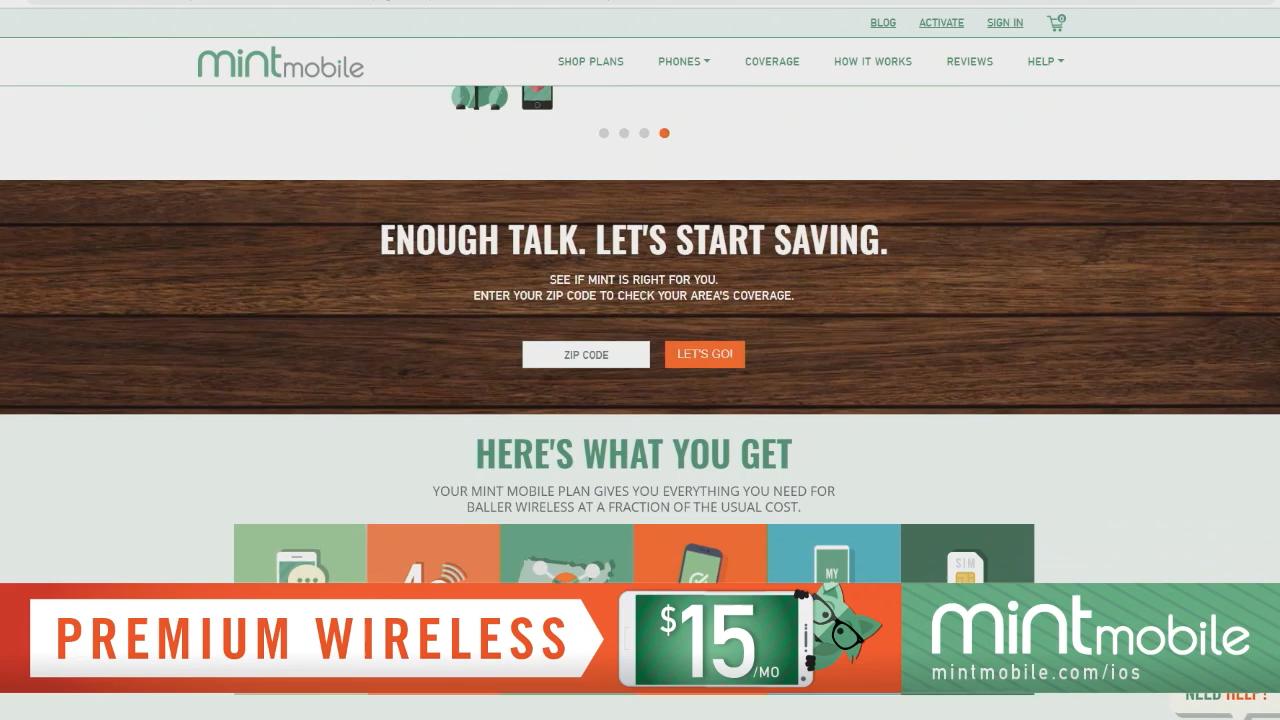 BLOG ACTIVATE SIGN IN 0
mintmobile SHOP PLANS PHONES COVERAGE HOW IT WORKS REVIEWS HELP
ENOUGH TALK. LET'S START SAVING.
SEE IF MINT IS RIGHT FOR YOU.
ENTER YOUR ZIP CODE TO CHECK YOUR AREA'S COVERAGE.
ZIP CODE LET'S GO!
HERE'S WHAT YOU GET
YOUR MINT MOBILE PLAN GIVES YOU EVERYTHING YOU NEED FOR
BALLER WIRELESS AT A FRACTION OF THE USUAL COST.
MY
SIM
PREMIUM WIRELESS
$15/MO
mintmobile
mintmobile.com/ios
NEED HELP?